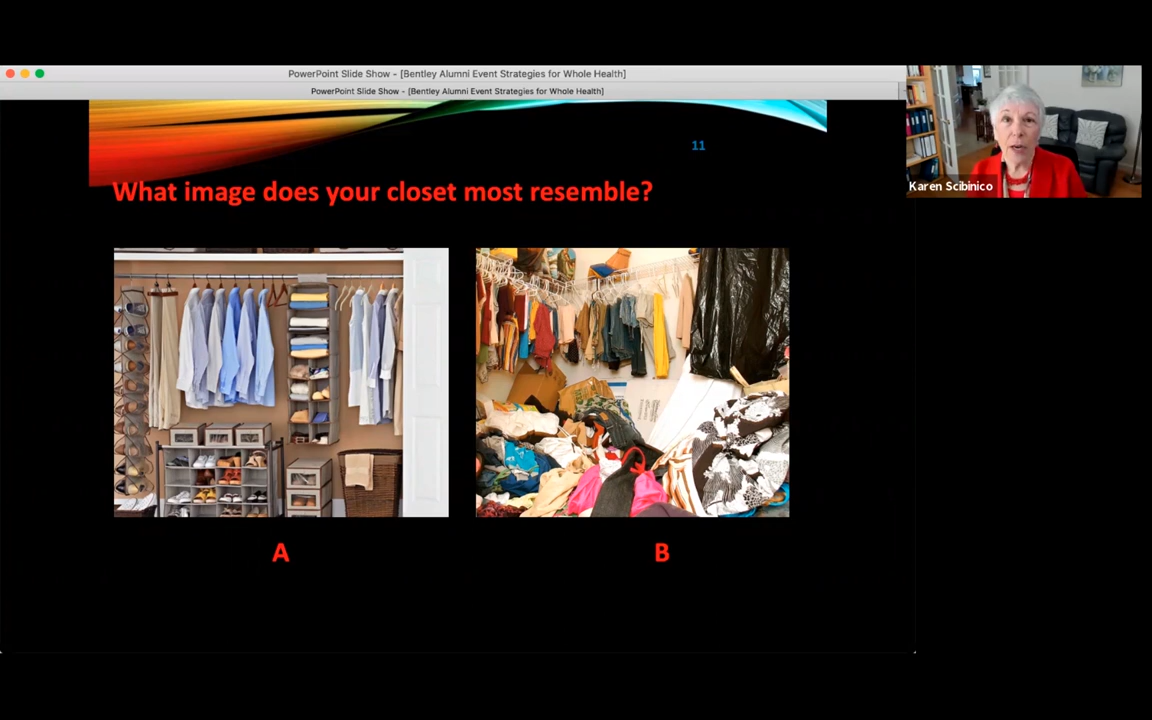 PowerPoint Slide Show - [Bentley Alumni Event Strategies for Whole Health]
PowerPoint Slide Show - [Bentley Alumni Event Strategies for Whole Health]
11
Karen Scibinico
What image does your closet most resemble?
A
B